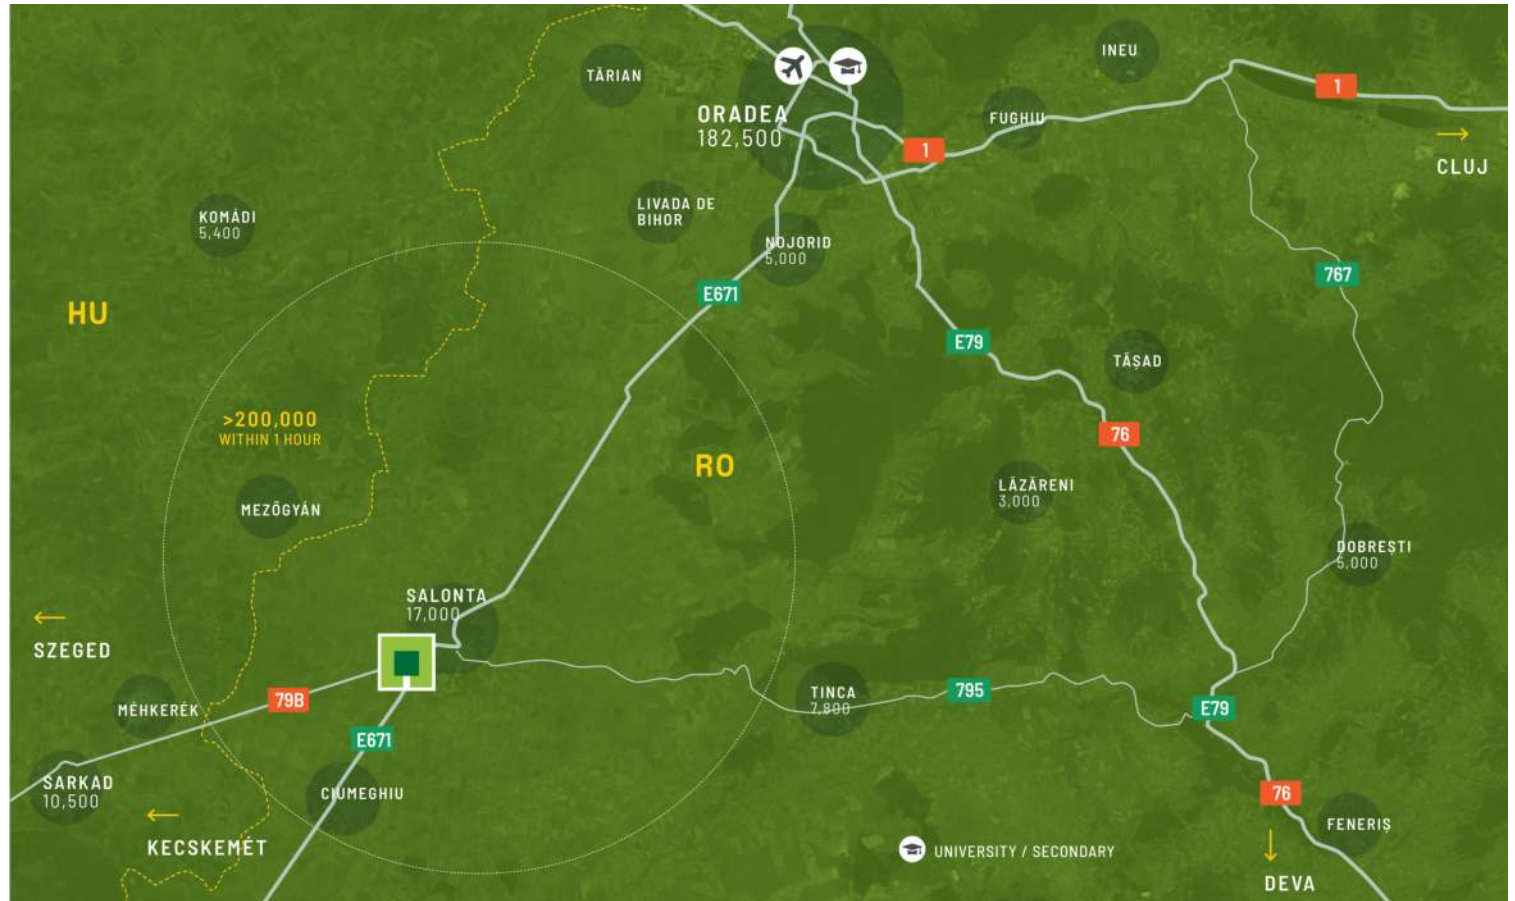 INEU
TĂRIAN
1
ORADEA
182,500
FUGHIU
1
CLUJ
LIVADA DE
BIHOR
KOMÁDI
5,400
NOJORID
5,000
767
E671
HU
E79
TĂȘAD
>200,000
WITHIN 1 HOUR
76
RO
LĂZĂRENI
3,000
MEZŐGYÁN
DOBREȘTI
5,000
SALONTA
17,000
SZEGED
79B
MÉHKERÉK
TINCA
7,800
795
E79
E671
SARKAD
10,500
CIUMEGHIU
76
FENERIȘ
KECSKEMÉT
UNIVERSITY / SECONDARY
DEVA